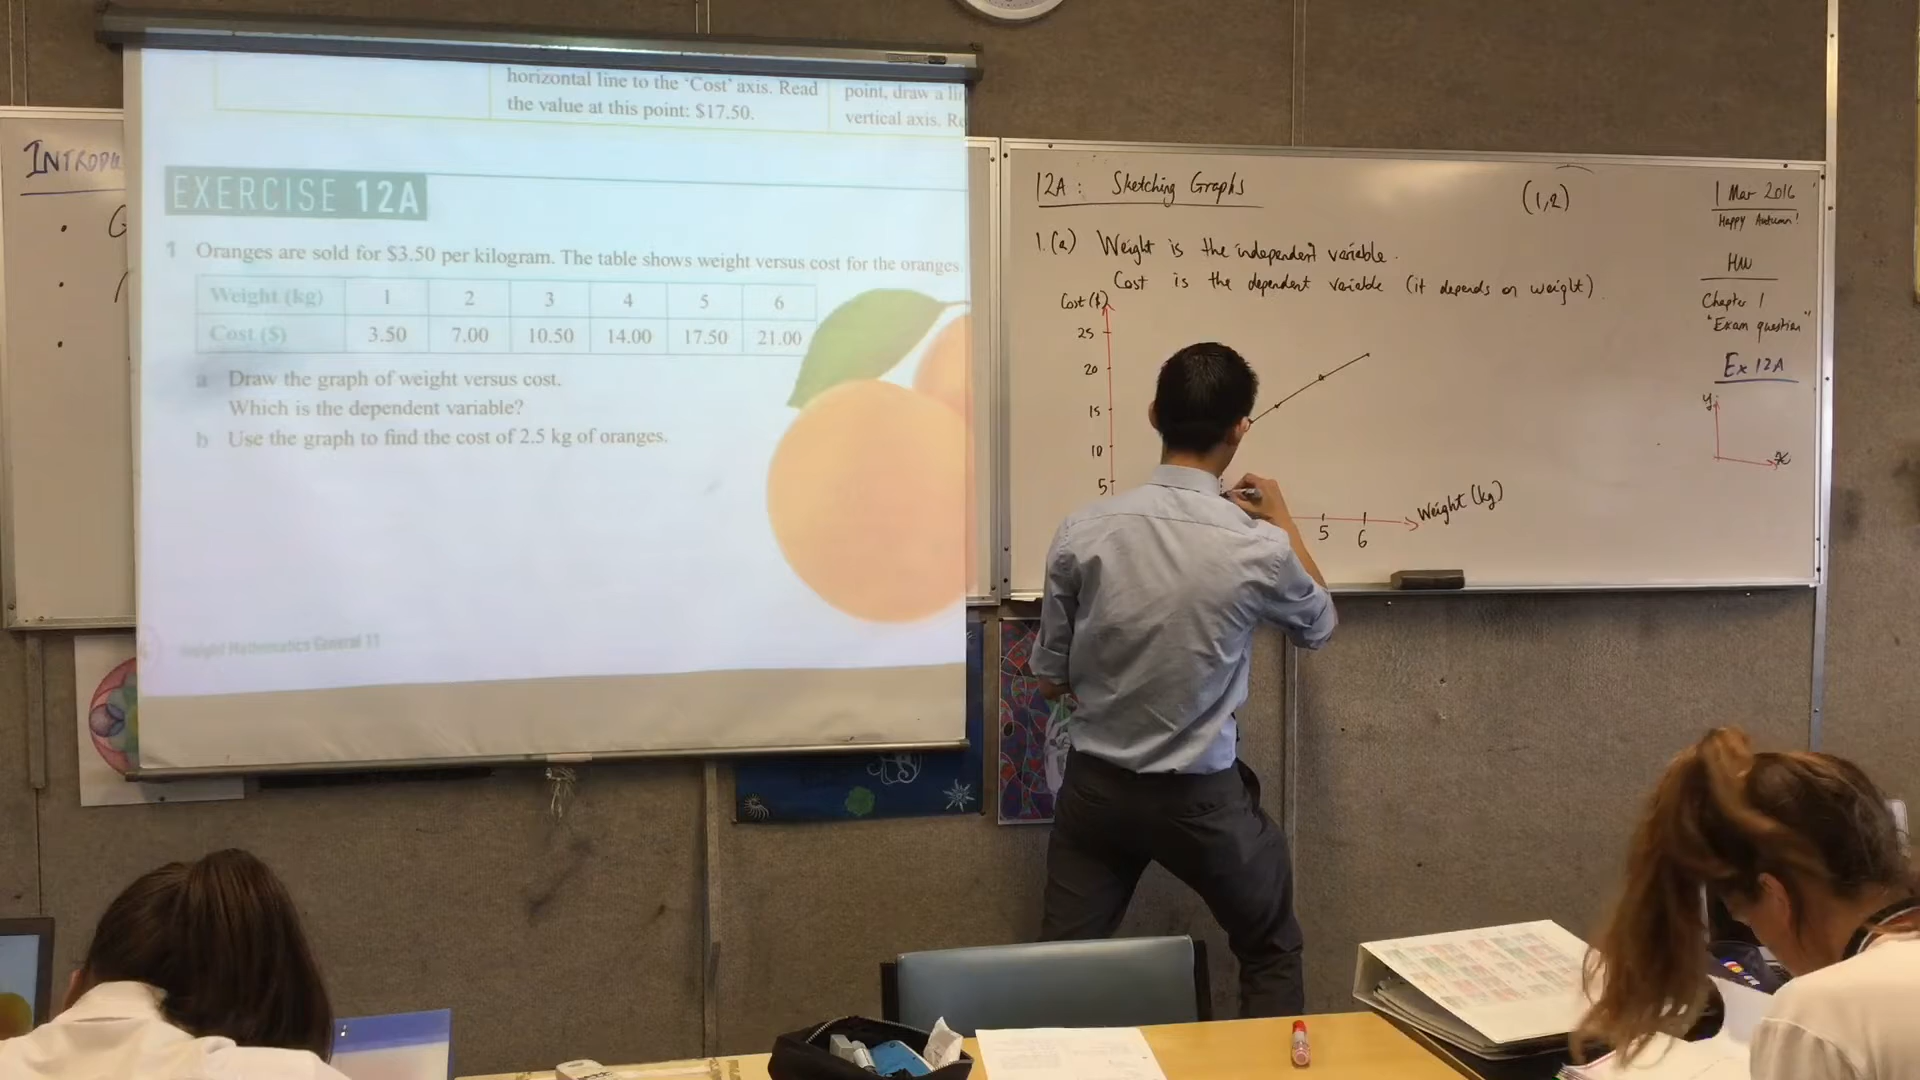 horizontal line to the 'Cost' axis. Read
the value at this point: $17.50.
point, draw a
vertical axis.
EXERCISE 12A
1 Oranges are sold for $3.50 per kilogram. The table shows weight versus cost for the oranges.
Weight (kg) 1 2 3 4 5 6
Cost ($) 3.50 7.00 10.50 14.00 17.50 21.00
a Draw the graph of weight versus cost.
Which is the dependent variable?
b Use the graph to find the cost of 2.5 kg of oranges.
Insight Mathematics General 11
12A: Sketching Graphs
(1,2)
1.(a) Weight is the independent variable.
Cost is the dependent variable (it depends on weight)
Cost ($)
25
20
15
10
5
5 6
Weight (kg)
1 Mar 2016
Happy Autumn!
HW
Chapter 1
"Exam question"
Ex 12A
y
x